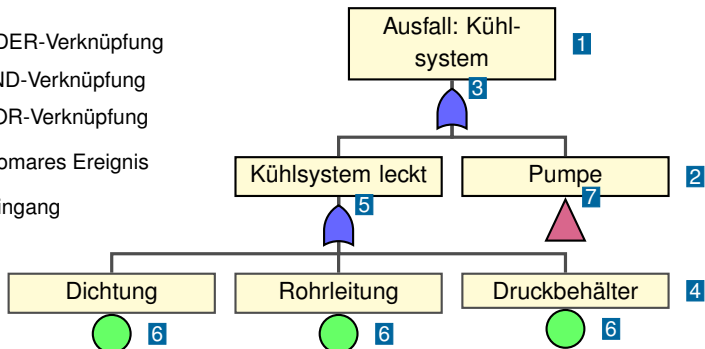 Ausfall: Kühl-
system
1
DER-Verknüpfung
ND-Verknüpfung
3
OR-Verknüpfung
omares Ereignis
Kühlsystem leckt
Pumpe
2
7
ingang
5
Dichtung
Rohrleitung
Druckbehälter
4
6
6
6